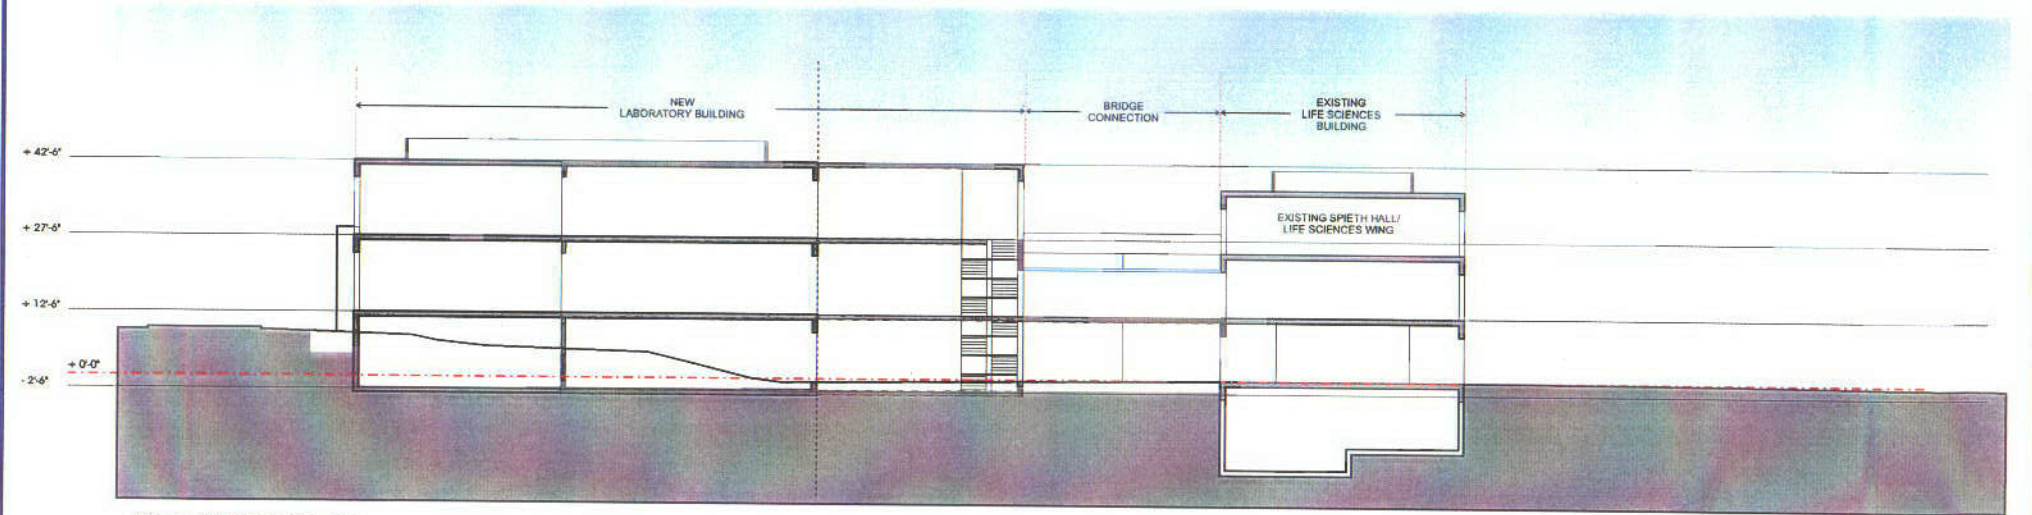 NEW
LABORATORY BUILDING
BRIDGE
CONNECTION
EXISTING
LIFE SCIENCES
BUILDING
+ 42'-6"
+ 27'-6"
+ 12'-6"
+ 0'-0"
- 2'-6"
EXISTING SPIETH HALL/
LIFE SCIENCES WING